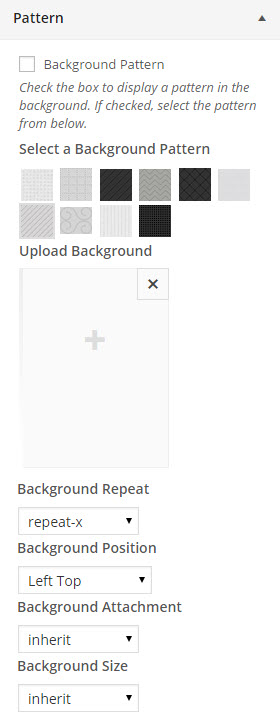 Pattern
Background Pattern
Check the box to display a pattern in the
background. If checked, select the pattern
from below.
Select a Background Pattern
Upload Background
Background Repeat
repeat-x
Background Position
Left Top
Background Attachment
inherit
Background Size
inherit